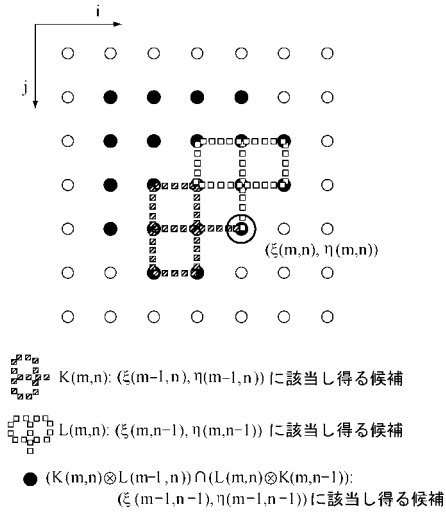 i
j
(ξ(m,n), η(m,n))
K(m,n): (ξ(m−1,n), η(m−1,n)) に該当し得る候補
L(m,n): (ξ(m,n−1), η(m,n−1)) に該当し得る候補
(K(m,n)⊗L(m−1,n))∩(L(m,n)⊗K(m,n−1)):
(ξ(m−1,n−1), η(m−1,n−1)) に該当し得る候補